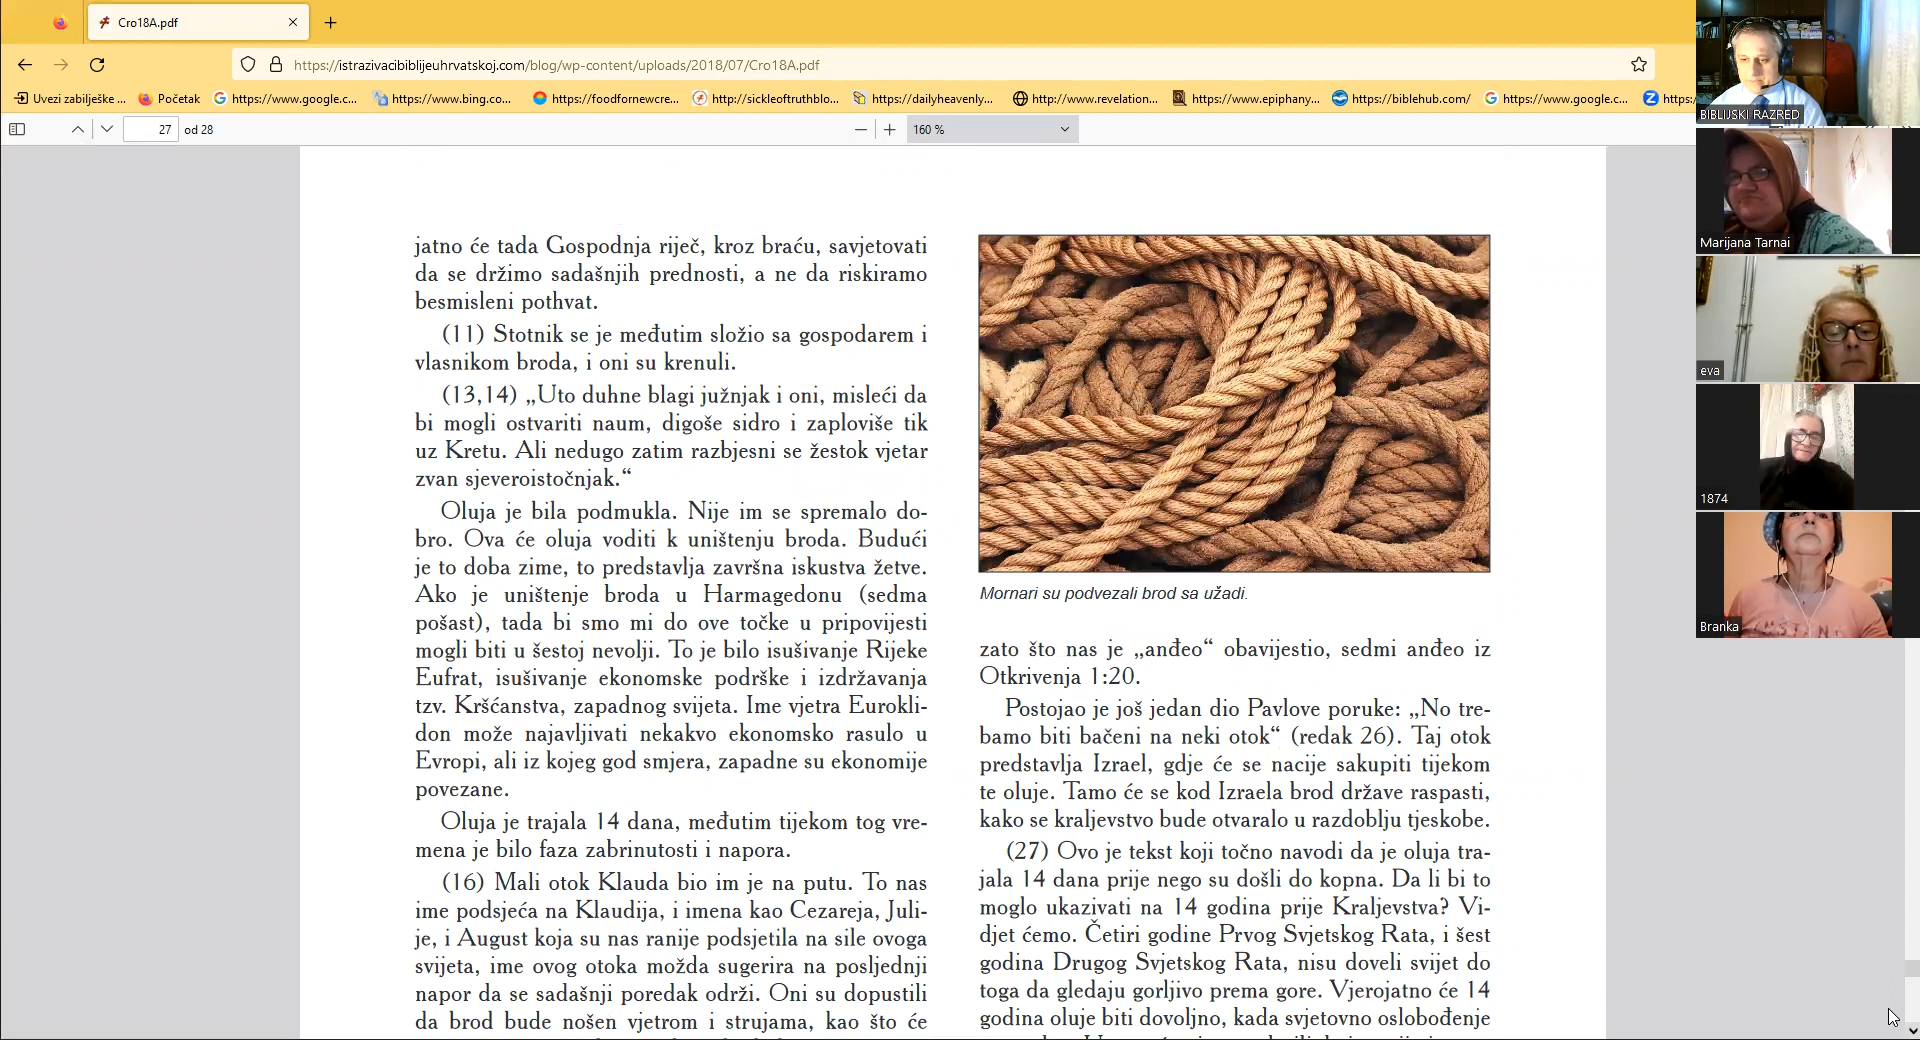 Cro18A.pdf
https://istrazivacibiblijeuhrvatskoj.com/blog/wp-content/uploads/2018/07/Cro18A.pdf
Uvezi zabilješke ...
Početak
https://www.google.c...
https://www.bing.co...
https://foodfornewcre...
http://sickleoftruthblo...
https://dailyheavenly...
http://www.revelation...
https://www.epiphany...
https://biblehub.com/
https://www.google.c...
https:
27
od 28
160 %
jatno će tada Gospodnja riječ, kroz braću, savjetovati
da se držimo sadašnjih prednosti, a ne da riskiramo
besmisleni pothvat.
(11) Stotnik se je međutim složio sa gospodarem i
vlasnikom broda, i oni su krenuli.
(13,14) „Uto duhne blagi južnjak i oni, misleći da
bi mogli ostvariti naum, digoše sidro i zaploviše tik
uz Kretu. Ali nedugo zatim razbjesni se žestok vjetar
zvan sjeveroistočnjak.“
Oluja je bila podmukla. Nije im se spremalo do-
bro. Ova će oluja voditi k uništenju broda. Budući
je to doba zime, to predstavlja završna iskustva žetve.
Ako je uništenje broda u Harmagedonu (sedma
pošast), tada bi smo mi do ove točke u pripovijesti
mogli biti u šestoj nevolji. To je bilo isušivanje Rijeke
Eufrat, isušivanje ekonomske podrške i izdržavanja
tzv. Kršćanstva, zapadnog svijeta. Ime vjetra Eurokli-
don može najavljivati nekakvo ekonomsko rasulo u
Evropi, ali iz kojeg god smjera, zapadne su ekonomije
povezane.
Oluja je trajala 14 dana, međutim tijekom tog vre-
mena je bilo faza zabrinutosti i napora.
(16) Mali otok Klauda bio im je na putu. To nas
ime podsjeća na Klaudija, i imena kao Cezareja, Juli-
je, i August koja su nas ranije podsjetila na sile ovoga
svijeta, ime ovog otoka možda sugerira na posljednji
napor da se sadašnji poredak održi. Oni su dopustili
da brod bude nošen vjetrom i strujama, kao što će
Mornari su podvezali brod sa užadi.
zato što nas je „anđeo“ obavijestio, sedmi anđeo iz
Otkrivenja 1:20.
Postojao je još jedan dio Pavlove poruke: „No tre-
bamo biti bačeni na neki otok“ (redak 26). Taj otok
predstavlja Izrael, gdje će se nacije sakupiti tijekom
te oluje. Tamo će se kod Izraela brod države raspasti,
kako se kraljevstvo bude otvaralo u razdoblju tjeskobe.
(27) Ovo je tekst koji točno navodi da je oluja tra-
jala 14 dana prije nego su došli do kopna. Da li bi to
moglo ukazivati na 14 godina prije Kraljevstva? Vi-
djet ćemo. Četiri godine Prvog Svjetskog Rata, i šest
godina Drugog Svjetskog Rata, nisu doveli svijet do
toga da gledaju gorljivo prema gore. Vjerojatno će 14
godina oluje biti dovoljno, kada svjetovno oslobođenje
BIBLIJSKI RAZRED
Marijana Tarnai
eva
1874
Branka